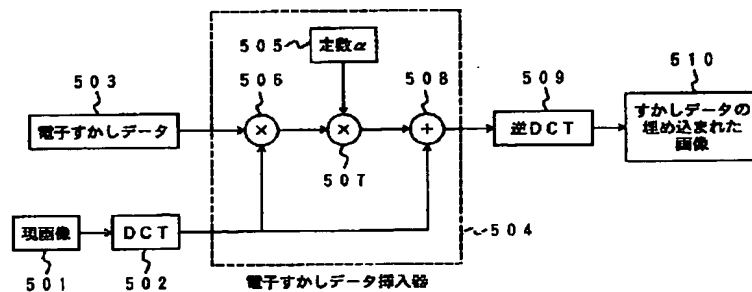 505
定数α
503
506
508
509
510
電子すかしデータ
×
×
+
逆DCT
すかしデータの
埋め込まれた
画像
507
現画像
DCT
504
501
502
電子すかしデータ挿入器